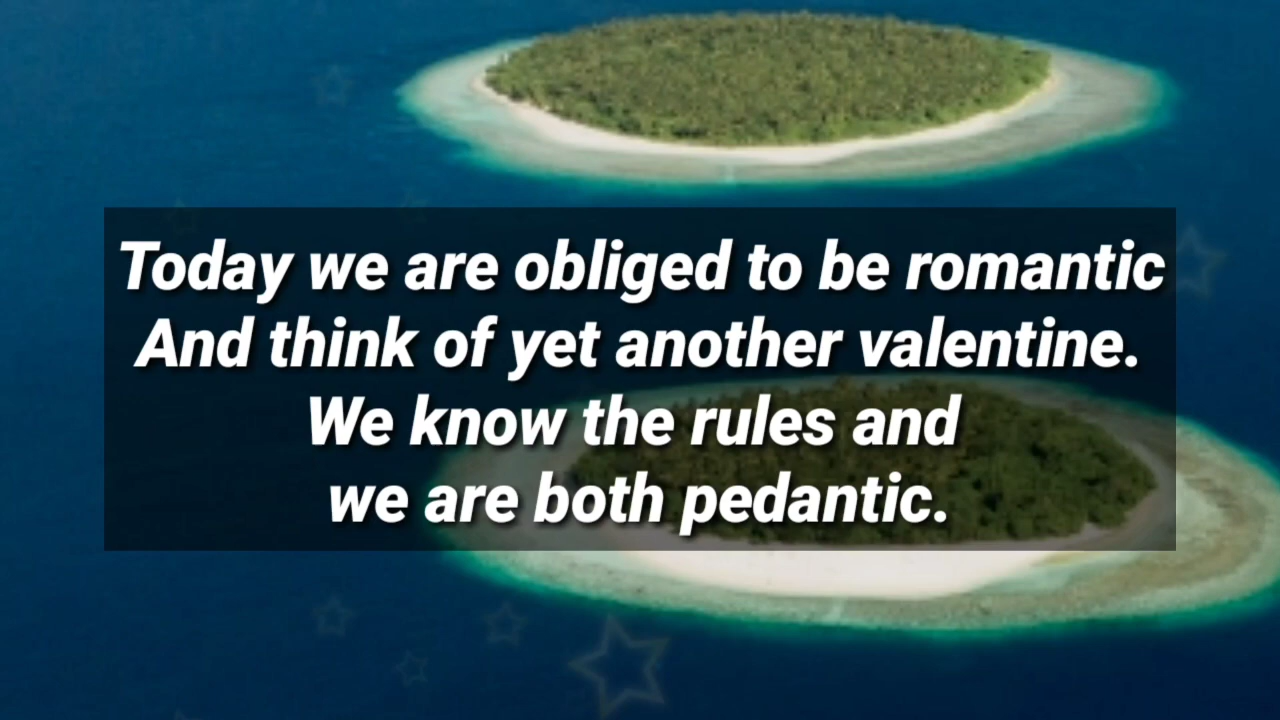 Today we are obliged to be romantic
And think of yet another valentine.
We know the rules and
we are both pedantic.